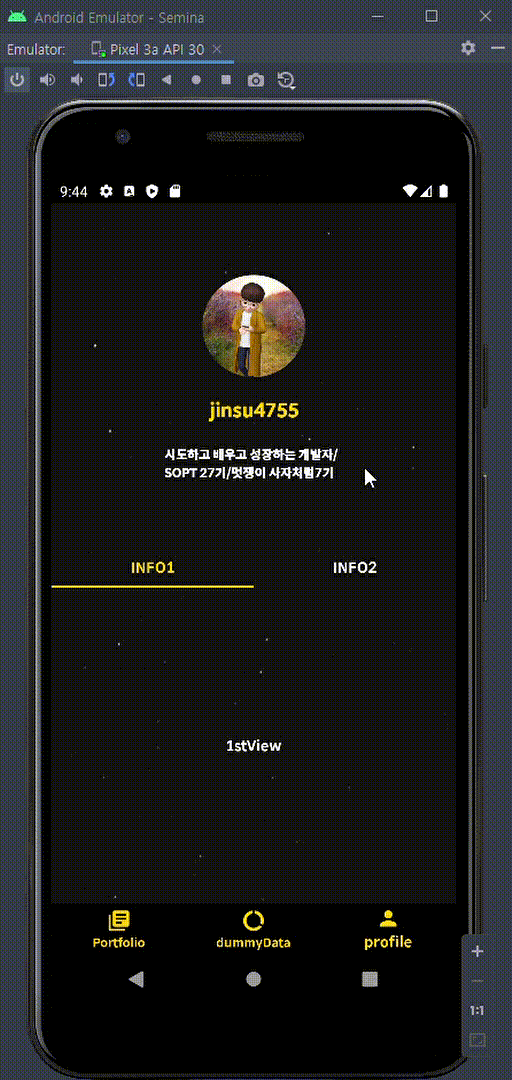 Android Emulator - Semina
Emulator: Pixel 3a API 30
9:44
A
jinsu4755
시도하고 배우고 성장하는 개발자/
SOPT 27기/멋쟁이 사자처럼7기
INFO1 INFO2
1stView
Portfolio dummyData profile
1:1